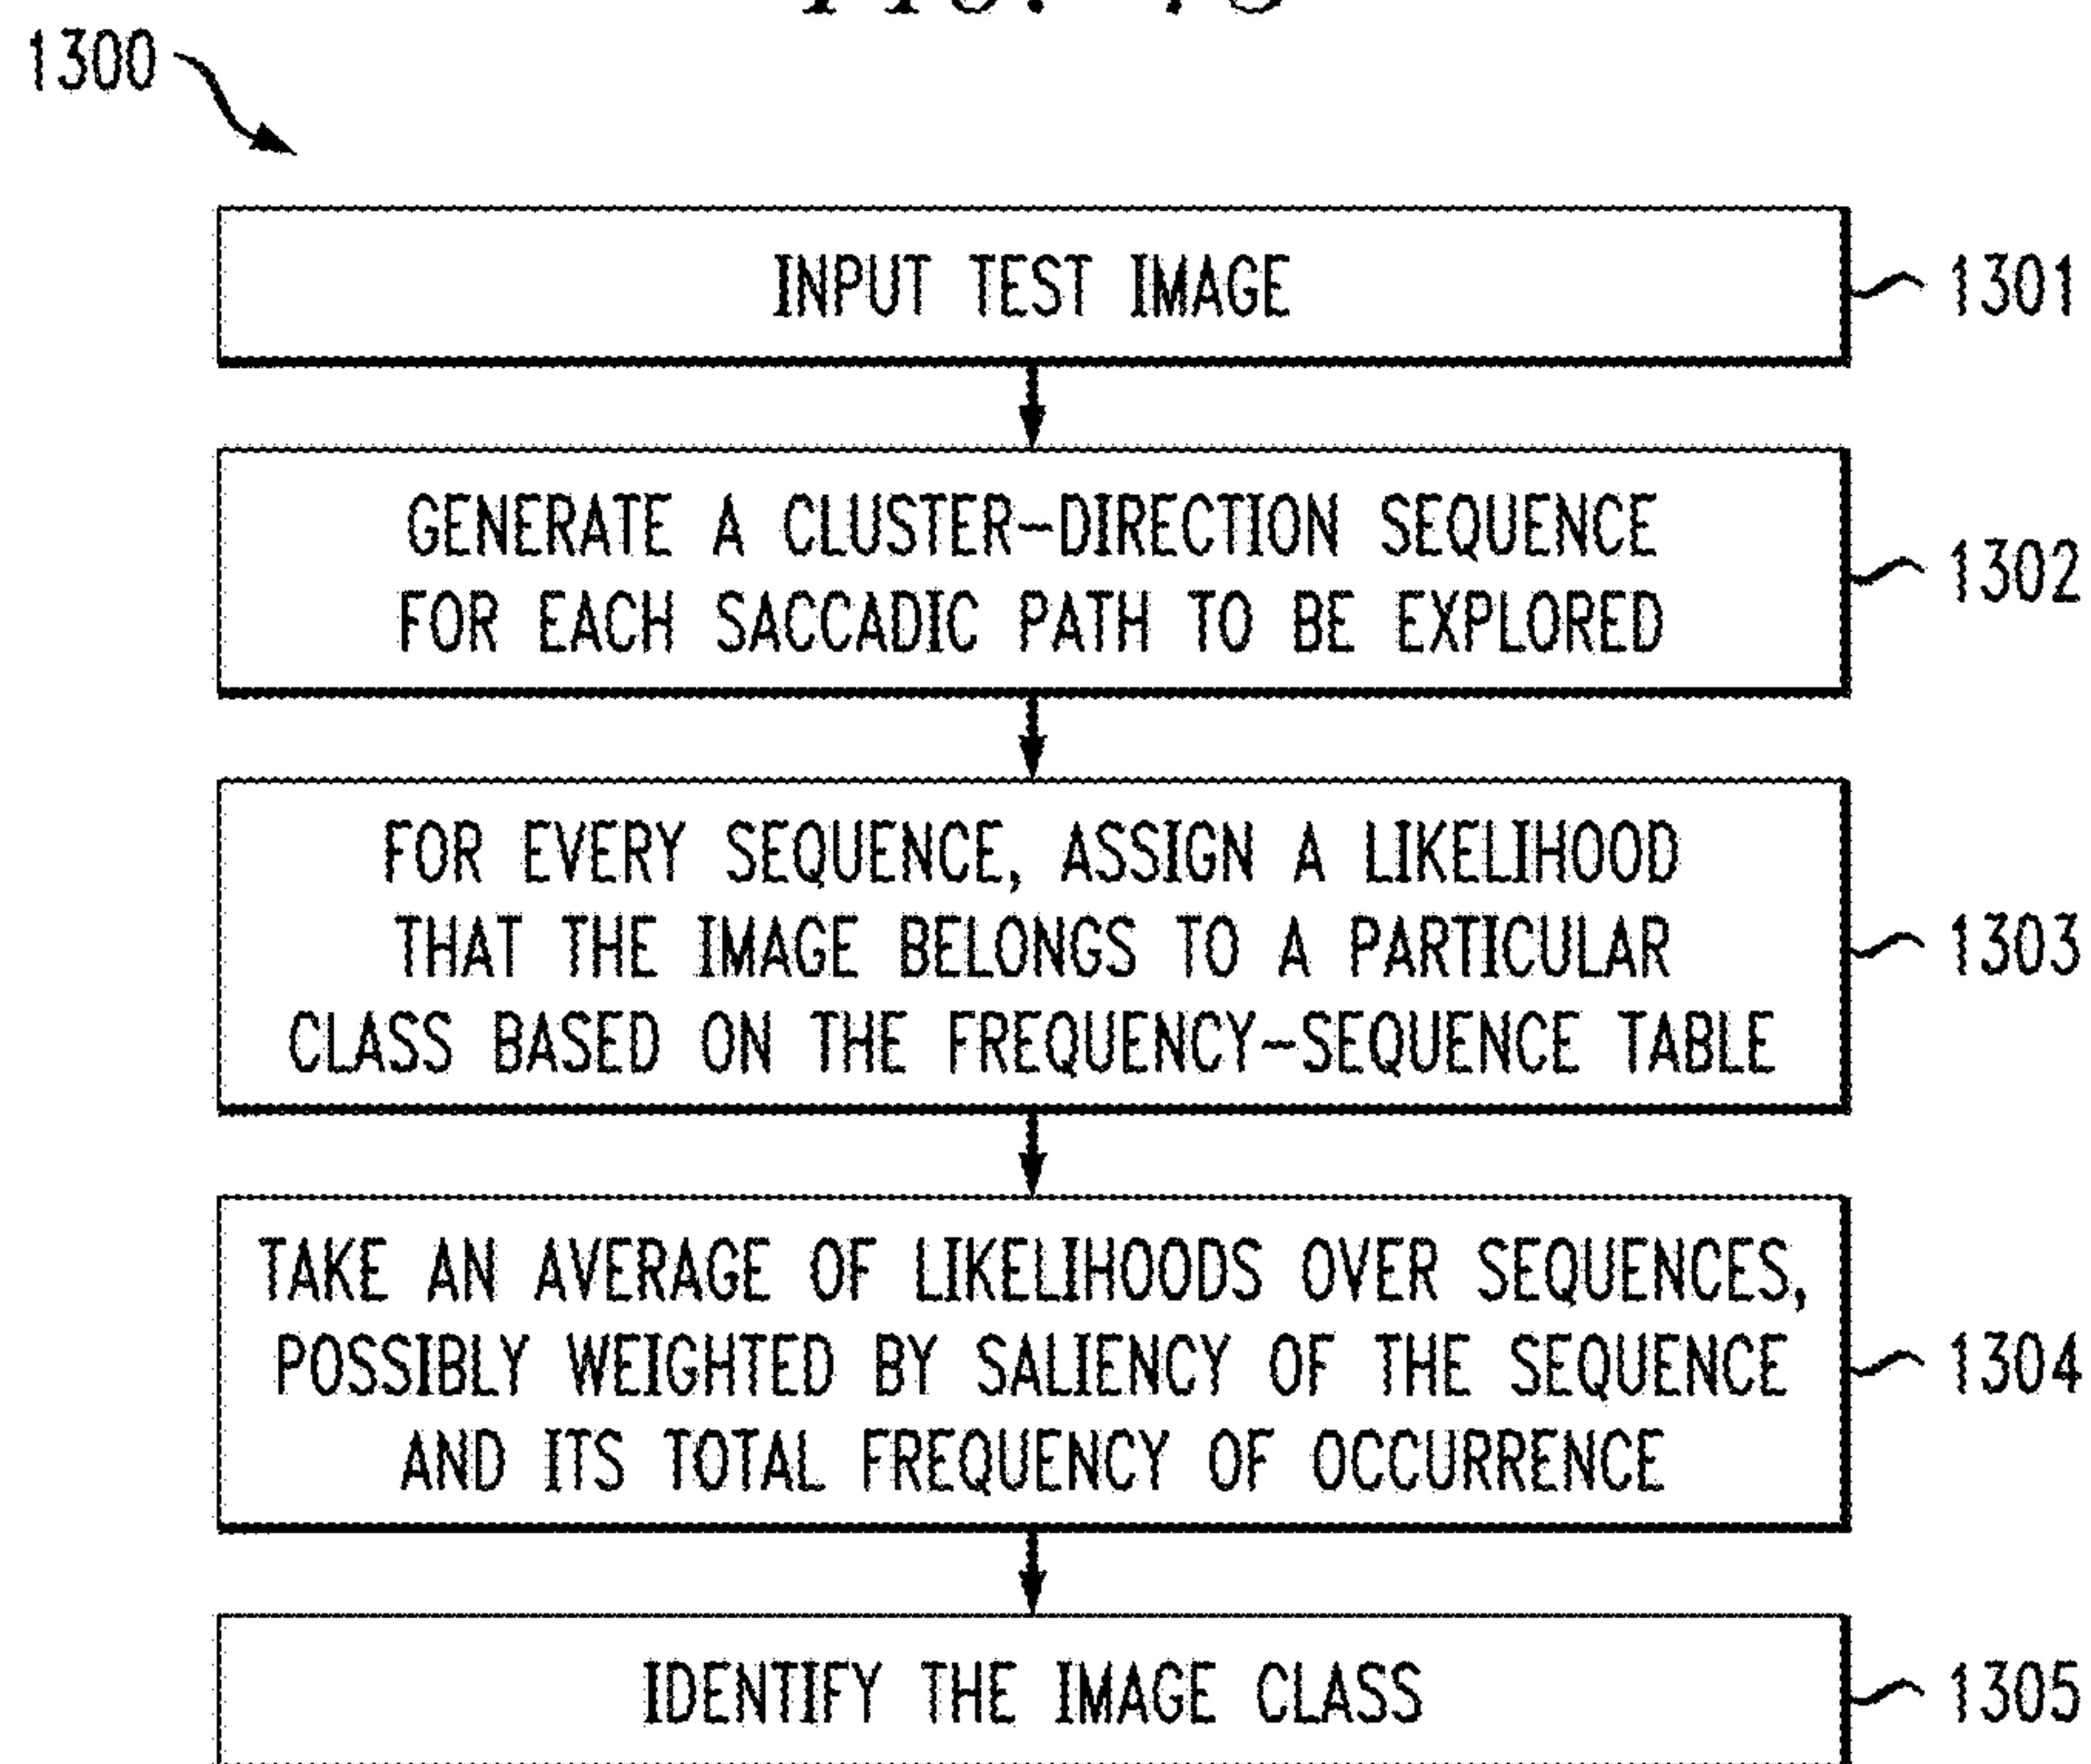 1300
INPUT TEST IMAGE
1301
GENERATE A CLUSTER-DIRECTION SEQUENCE
FOR EACH SACCADIC PATH TO BE EXPLORED
1302
FOR EVERY SEQUENCE, ASSIGN A LIKELIHOOD
THAT THE IMAGE BELONGS TO A PARTICULAR
CLASS BASED ON THE FREQUENCY-SEQUENCE TABLE
1303
TAKE AN AVERAGE OF LIKELIHOODS OVER SEQUENCES,
POSSIBLY WEIGHTED BY SALIENCY OF THE SEQUENCE
AND ITS TOTAL FREQUENCY OF OCCURRENCE
1304
IDENTIFY THE IMAGE CLASS
1305